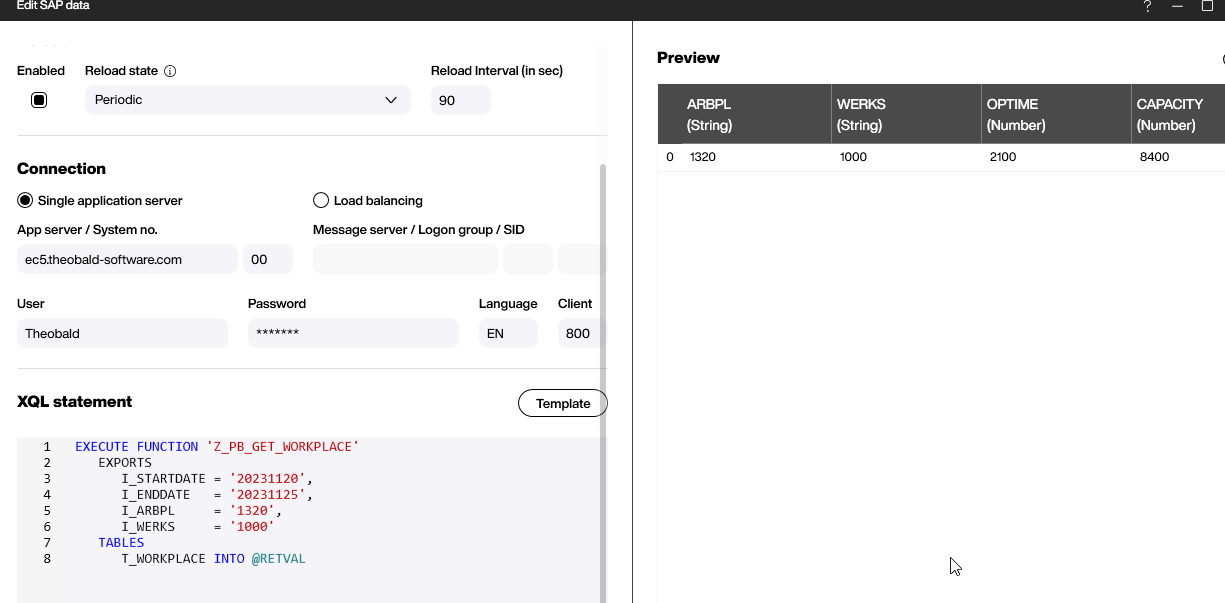 Edit SAP data
?
Enabled Reload state Reload Interval (in sec)
Periodic 90
Connection
Single application server Load balancing
App server / System no. Message server / Logon group / SID
ec5.theobald-software.com 00
User Password Language Client
Theobald ******* EN 800
XQL statement Template
1 EXECUTE FUNCTION 'Z_PB_GET_WORKPLACE'
2 EXPORTS
3 I_STARTDATE = '20231120',
4 I_ENDDATE = '20231125',
5 I_ARBPL = '1320',
6 I_WERKS = '1000'
7 TABLES
8 T_WORKPLACE INTO @RETVAL
Preview
ARBPL WERKS OPTIME CAPACITY
(String) (String) (Number) (Number)
0 1320 1000 2100 8400